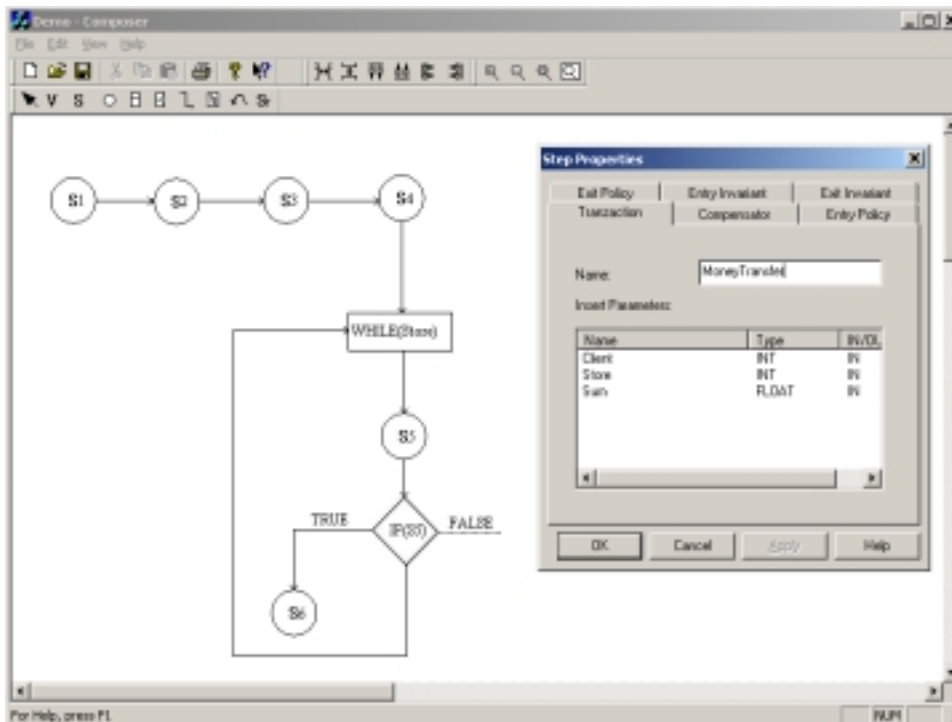 Demo - Composer
File Edit View Help
V S
S1 S2 S3 S4
WHILE(Store)
S5
TRUE IF(S5) FALSE
S6
Step Properties
Exit Policy Entry Invariant Exit Invariant
Transaction Compensator Entry Policy
Name: MoneyTransfer
Insert Parameters:
Name Type IN/OU
Client INT IN
Store INT IN
Sum FLOAT IN
OK Cancel Apply Help
For Help, press F1 NUM